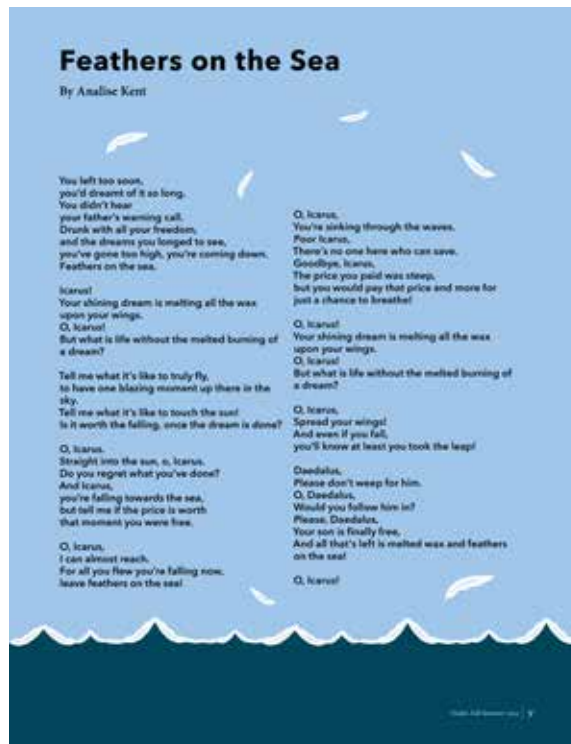 Feathers on the Sea
By Analise Kent
You left too soon,
you'd dreamt of it so long.
You didn't hear
your father's warning call.
Drunk with all your freedom,
and the dreams you longed to see,
you've gone too high, you're coming down.
Feathers on the sea.
Icarus!
Your shining dream is melting all the wax
upon your wings.
O, Icarus!
But what is life without the melted burning of
a dream?
Tell me what it's like to truly fly,
to have one blazing moment up there in the
sky.
Tell me what it's like to touch the sun!
Is it worth the falling, once the dream is done?
O, Icarus.
Straight into the sun, o, Icarus.
Do you regret what you've done?
And Icarus,
you're falling towards the sea,
but tell me if the price is worth
that moment you were free.
O, Icarus,
I can almost reach.
For all you flew you're falling now,
leave feathers on the sea!
O, Icarus,
You're sinking through the waves.
Poor Icarus,
There's no one here who can save.
Goodbye, Icarus,
The price you paid was steep,
but you would pay that price and more for
just a chance to breathe!
O, Icarus!
Your shining dream is melting all the wax
upon your wings.
O, Icarus!
But what is life without the melted burning of
a dream?
O, Icarus,
Spread your wings!
And even if you fall,
you'll know at least you took the leap!
Daedalus,
Please don't weep for him.
O, Daedalus,
Would you follow him in?
Please, Daedalus,
Your son is finally free,
And all that's left is melted wax and feathers
on the sea!
O, Icarus!